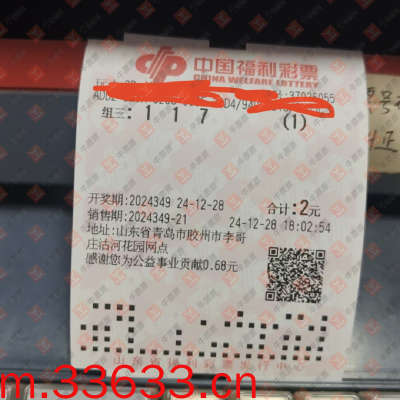 中国福利彩票
CHINA WELFARE LOTTERY
组三: 1 1 7 (1)
开奖期:2024349 24-12-28 合计:2元
销售期:2024349-21 24-12-28 18:02:54
地址:山东省青岛市胶州市李哥
庄沽河花园网点
感谢您为公益事业贡献0.68元
m.33633.cn